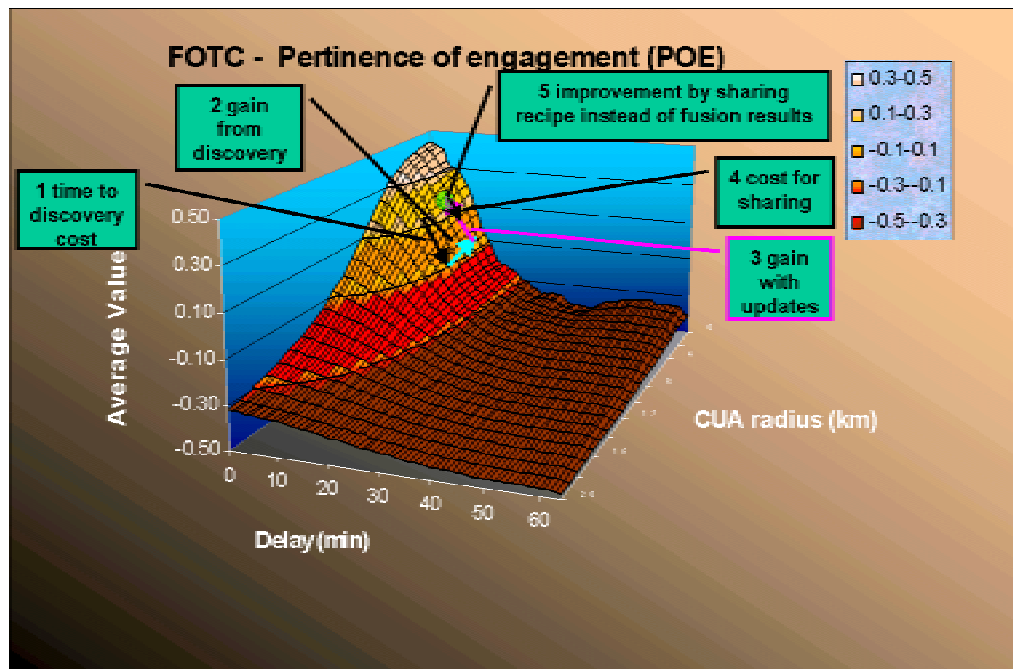 FOTC - Pertinence of engagement (POE)
2 gain
from
discovery
5 improvement by sharing
recipe instead of fusion results
0.3-0.5
0.1-0.3
-0.1-0.1
-0.3--0.1
-0.5--0.3
1 time to
discovery
cost
4 cost for
sharing
3 gain
with
updates
Average Value
0.50
0.30
0.10
-0.10
-0.30
-0.50
0
10
20
30
40
50
60
Delay (min)
CUA radius (km)